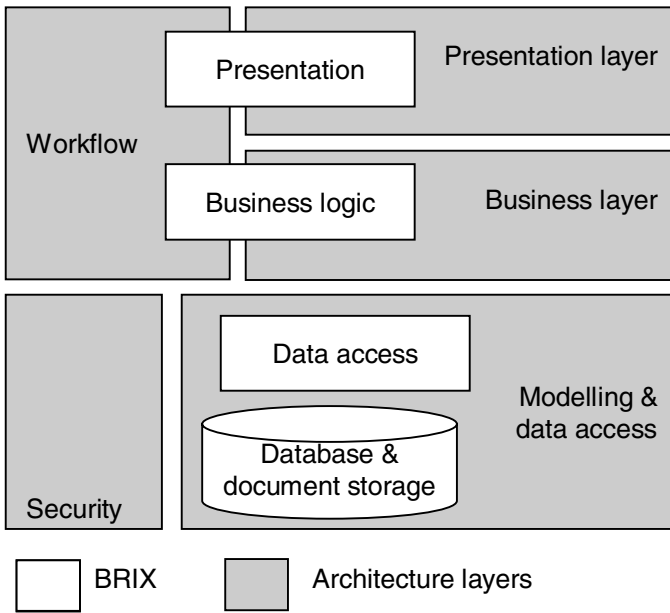 Presentation
Presentation layer
Workflow
Business logic
Business layer
Data access
Modelling &
data access
Database &
document storage
Security
BRIX
Architecture layers